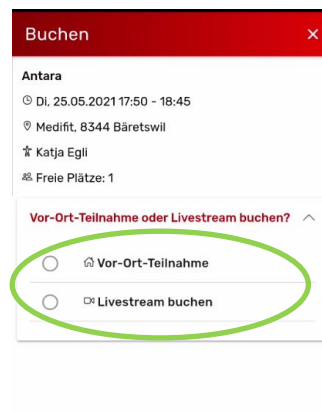 Buchen
Antara
Di, 25.05.2021 17:50 - 18:45
Medifit, 8344 Bäretswil
Katja Egli
Freie Plätze: 1
Vor-Ort-Teilnahme oder Livestream buchen?
Vor-Ort-Teilnahme
Livestream buchen